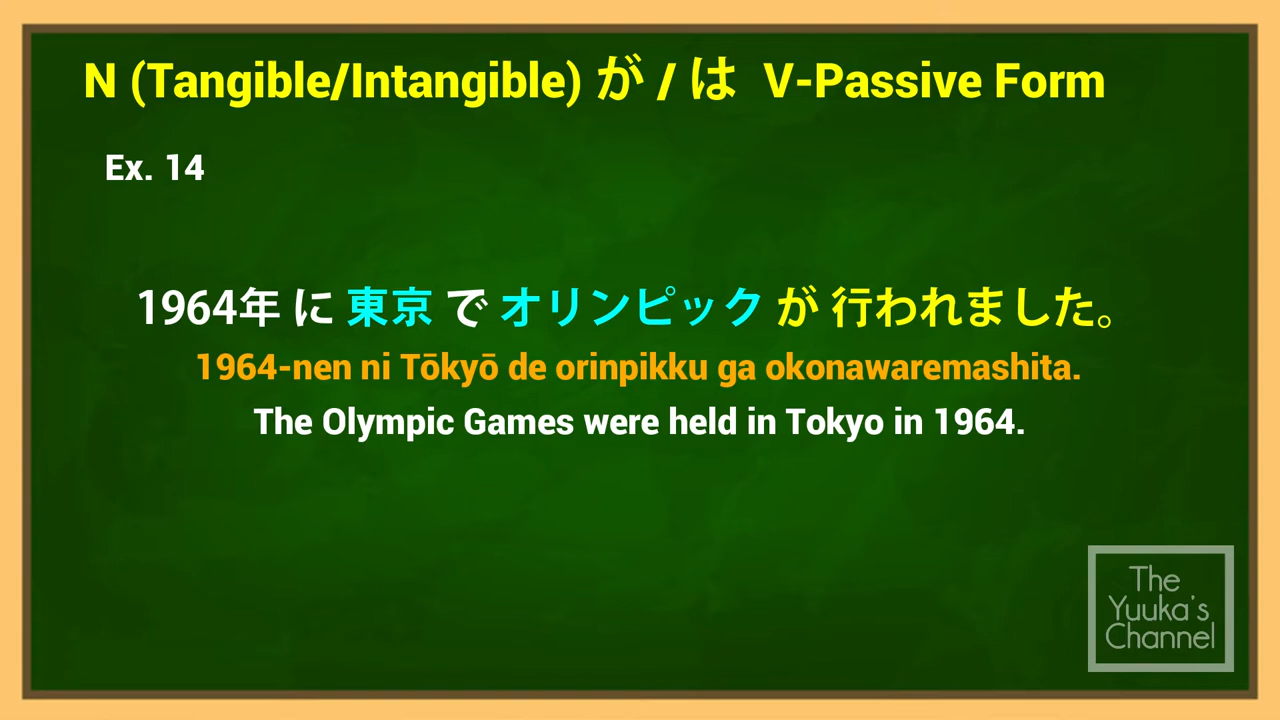 N (Tangible/Intangible) が / は V-Passive Form
Ex. 14
1964年 に 東京 で オリンピック が 行われました。
1964-nen ni Tōkyō de orinpikku ga okonawaremashita.
The Olympic Games were held in Tokyo in 1964.
The
Yuuka's
Channel